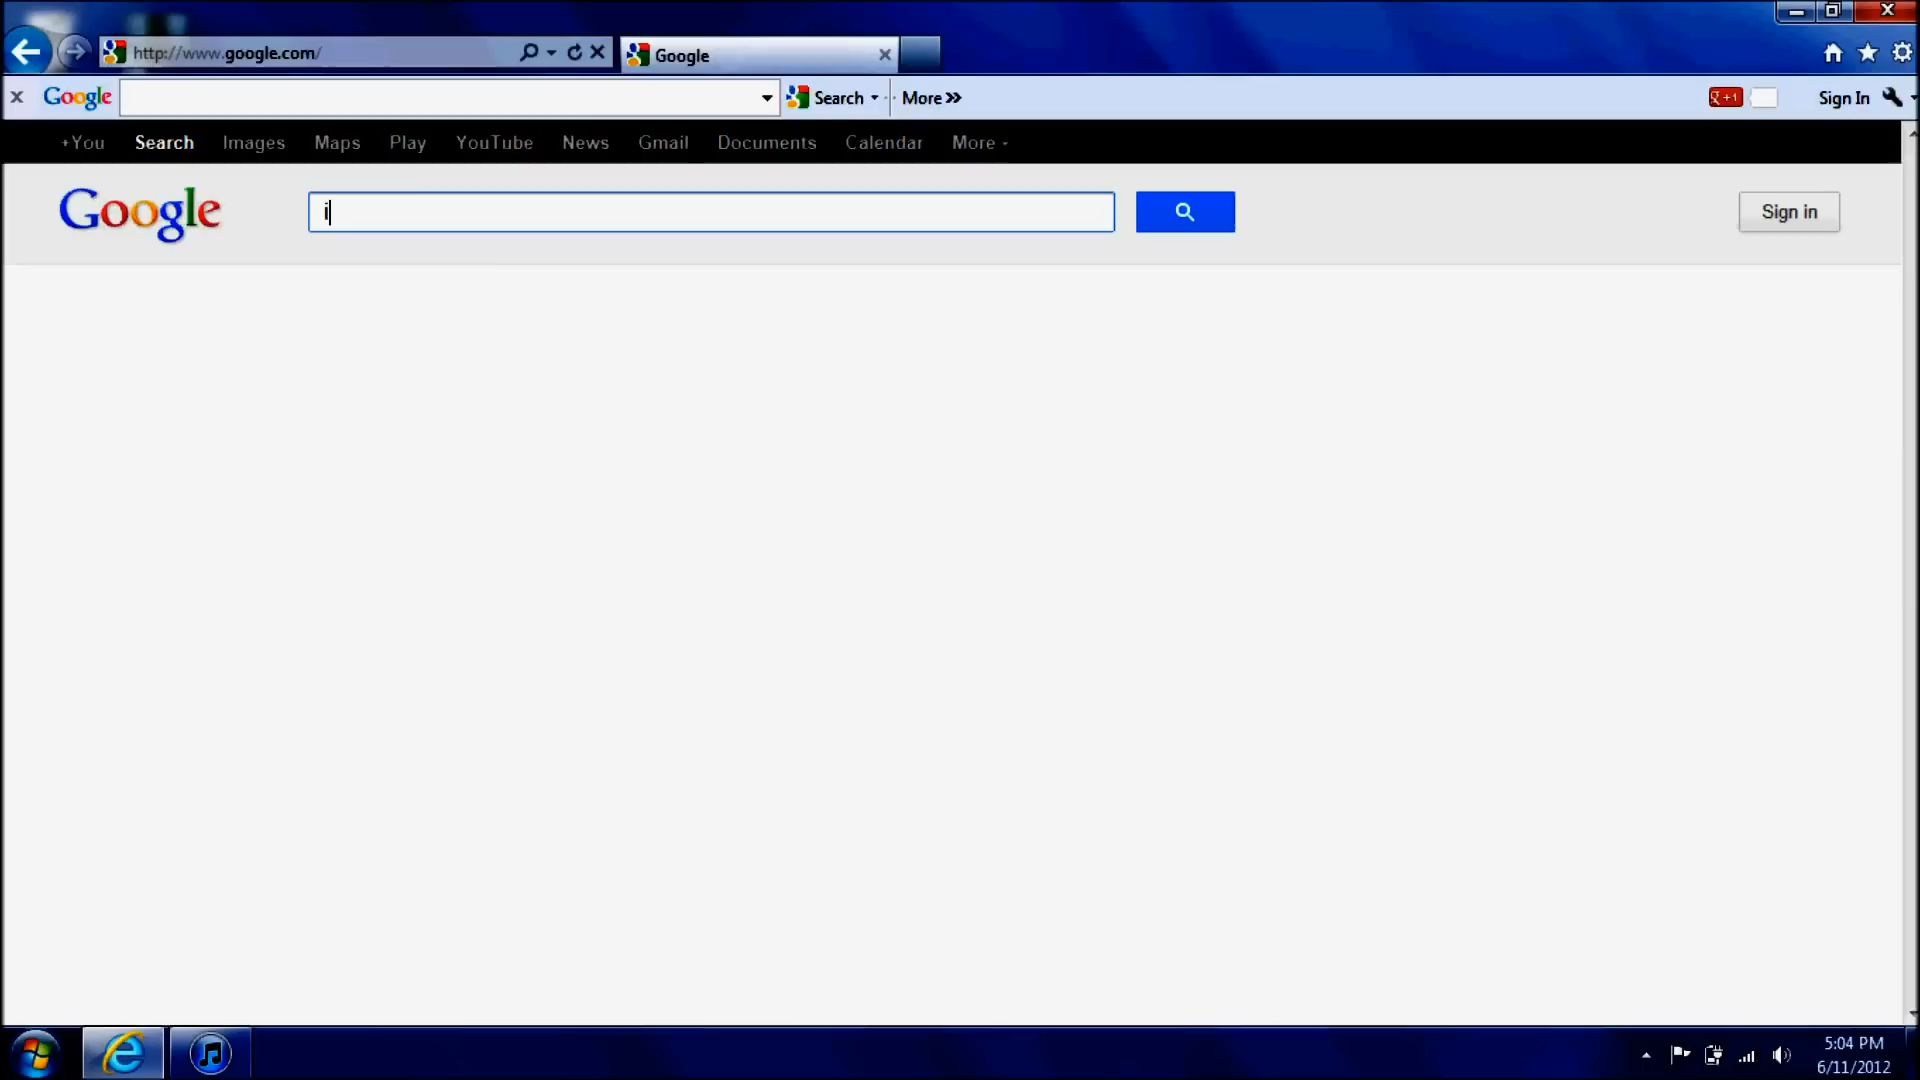 http://www.google.com/
Google
Google
Search
More »
+1
Sign In
+You Search Images Maps Play YouTube News Gmail Documents Calendar More
Google
i
Sign in
5:04 PM
6/11/2012